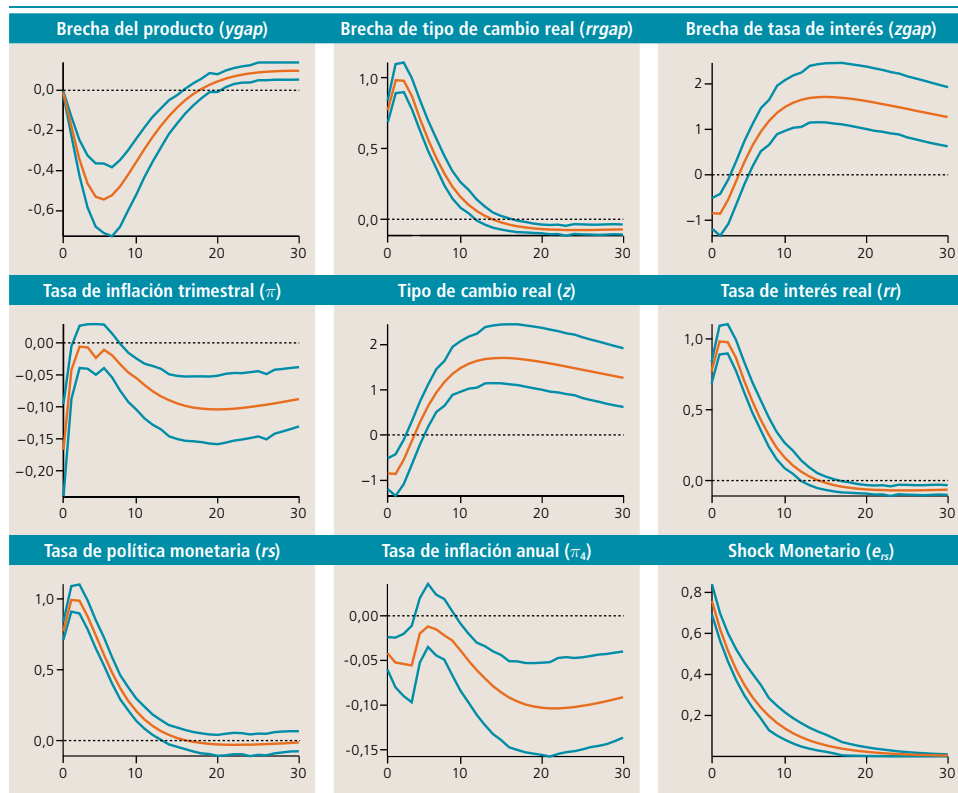 Brecha del producto (ygap)
0,0
-0,2
-0,4
-0,6
0 10 20 30
Brecha de tipo de cambio real (rrgap)
1,0
0,5
0,0
0 10 20 30
Brecha de tasa de interés (zgap)
2
1
0
−1
0 10 20 30
Tasa de inflación trimestral (π)
0,00
−0,05
−0,10
−0,15
−0,20
0 10 20 30
Tipo de cambio real (z)
2
1
0
−1
0 10 20 30
Tasa de interés real (rr)
1,0
0,5
0,0
0 10 20 30
Tasa de política monetaria (rs)
1,0
0,5
0,0
0 10 20 30
Tasa de inflación anual (π₄)
0,00
-0,05
-0,10
-0,15
0 10 20 30
Shock Monetario (eᵣₛ)
0,8
0,6
0,4
0,2
0 10 20 30